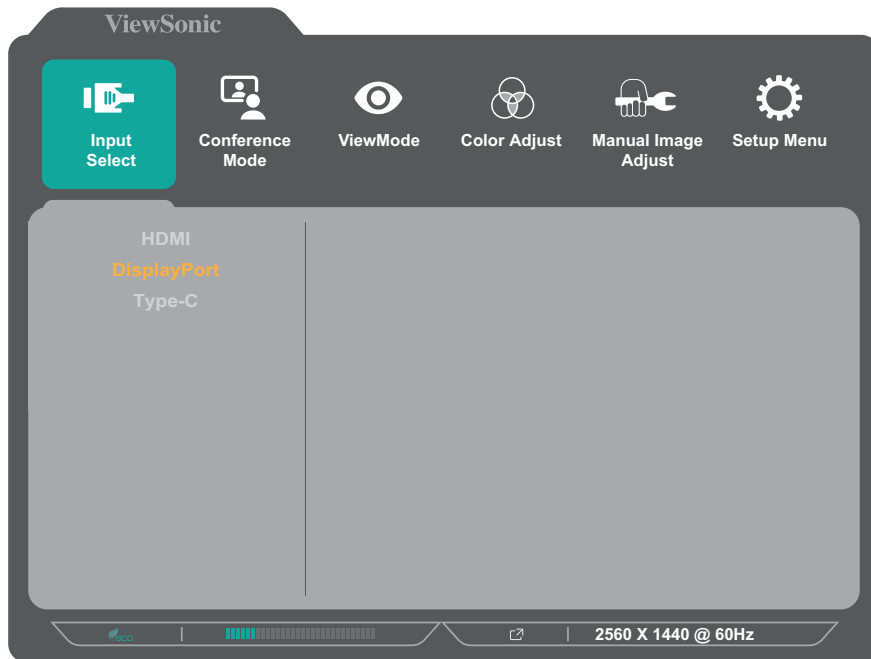 ViewSonic
Input
Select
Conference
Mode
ViewMode
Color Adjust
Manual Image
Adjust
Setup Menu
HDMI
DisplayPort
Type-C
eco
2560 X 1440 @ 60Hz